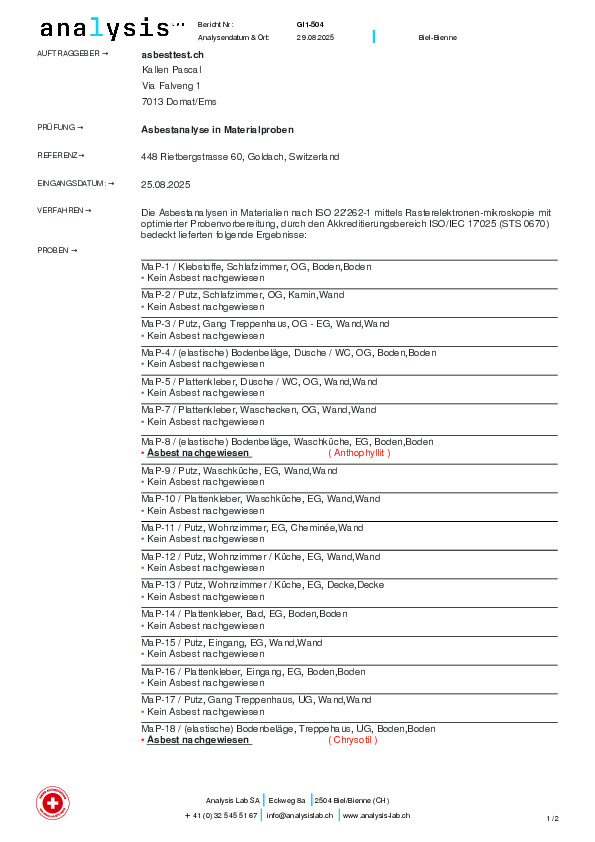 analysis
Bericht Nr: GI1-504
Analysendatum & Ort: 29.08.2025 Biel-Bienne
AUFTRAGGEBER → asbesttest.ch
Kallen Pascal
Via Falveng 1
7013 Domat/Ems
PRÜFUNG → Asbestanalyse in Materialproben
REFERENZ→ 448 Rietbergstrasse 60, Goldach, Switzerland
EINGANGSDATUM: → 25.08.2025
VERFAHREN → Die Asbestanalysen in Materialien nach ISO 22'262-1 mittels Rasterelektronen-mikroskopie mit
optimierter Probenvorbereitung, durch den Akkreditierungsbereich ISO/IEC 17'025 (STS 0670)
bedeckt lieferten folgende Ergebnisse:
PROBEN →
MaP-1 / Klebstoffe, Schlafzimmer, OG, Boden,Boden
• Kein Asbest nachgewiesen
MaP-2 / Putz, Schlafzimmer, OG, Kamin,Wand
• Kein Asbest nachgewiesen
MaP-3 / Putz, Gang Treppenhaus, OG - EG, Wand,Wand
• Kein Asbest nachgewiesen
MaP-4 / (elastische) Bodenbeläge, Dusche / WC, OG, Boden,Boden
• Kein Asbest nachgewiesen
MaP-5 / Plattenkleber, Dusche / WC, OG, Wand,Wand
• Kein Asbest nachgewiesen
MaP-7 / Plattenkleber, Waschecken, OG, Wand,Wand
• Kein Asbest nachgewiesen
MaP-8 / (elastische) Bodenbeläge, Waschküche, EG, Boden,Boden
• Asbest nachgewiesen ( Anthophyllit )
MaP-9 / Putz, Waschküche, EG, Wand,Wand
• Kein Asbest nachgewiesen
MaP-10 / Plattenkleber, Waschküche, EG, Wand,Wand
• Kein Asbest nachgewiesen
MaP-11 / Putz, Wohnzimmer, EG, Cheminée,Wand
• Kein Asbest nachgewiesen
MaP-12 / Putz, Wohnzimmer / Küche, EG, Wand,Wand
• Kein Asbest nachgewiesen
MaP-13 / Putz, Wohnzimmer / Küche, EG, Decke,Decke
• Kein Asbest nachgewiesen
MaP-14 / Plattenkleber, Bad, EG, Boden,Boden
• Kein Asbest nachgewiesen
MaP-15 / Putz, Eingang, EG, Wand,Wand
• Kein Asbest nachgewiesen
MaP-16 / Plattenkleber, Eingang, EG, Boden,Boden
• Kein Asbest nachgewiesen
MaP-17 / Putz, Gang Treppenhaus, UG, Wand,Wand
• Kein Asbest nachgewiesen
MaP-18 / (elastische) Bodenbeläge, Treppehaus, UG, Boden,Boden
• Asbest nachgewiesen ( Chrysotil )
Analysis Lab SA | Eckweg 8a | 2504 Biel/Bienne (CH)
+ 41 (0) 32 545 51 67 | info@analysislab.ch | www.analysis-lab.ch
1 / 2